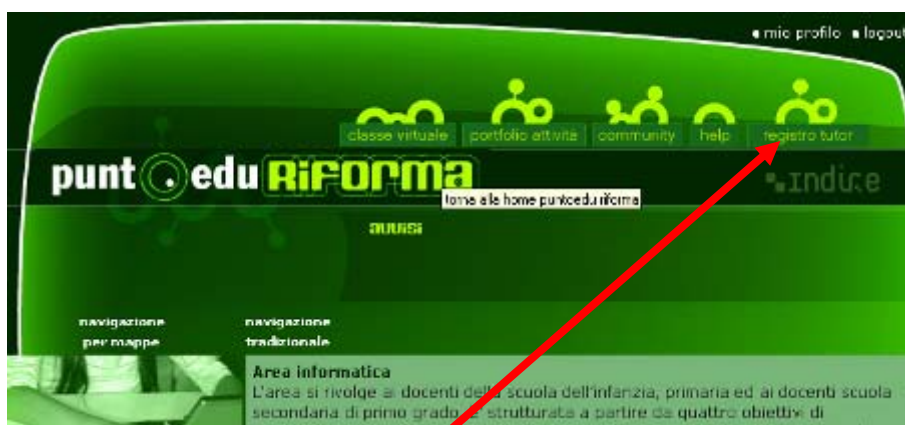 mio profilo logout
classe virtuale portfolio attività community help registro tutor
punto edu Riforma
indice
torna alla home puntoedu riforma
avvisi
navigazione per mappe
navigazione tradizionale
Area informatica
L'area si rivolge ai docenti della scuola dell'infanzia, primaria ed ai docenti scuola
secondaria di primo grado. E' strutturata a partire da quattro obiettivi di